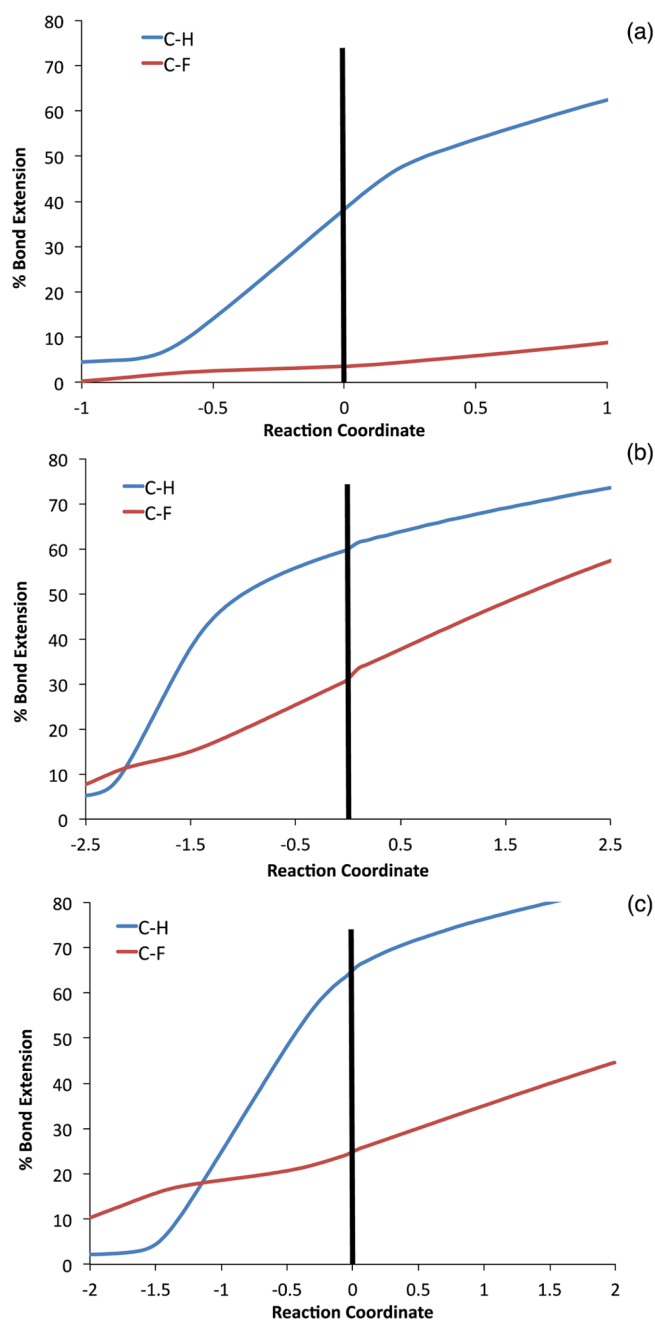 (a)
C-H
C-F
80
70
60
50
40
30
20
10
0
% Bond Extension
-1 -0.5 0 0.5 1
Reaction Coordinate
(b)
C-H
C-F
80
70
60
50
40
30
20
10
0
% Bond Extension
-2.5 -1.5 -0.5 0.5 1.5 2.5
Reaction Coordinate
(c)
C-H
C-F
80
70
60
50
40
30
20
10
0
% Bond Extension
-2 -1.5 -1 -0.5 0 0.5 1 1.5 2
Reaction Coordinate